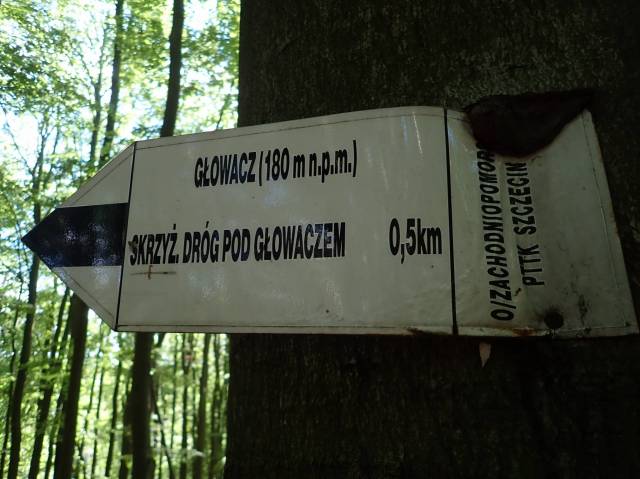 GŁOWACZ (180 m n.p.m.)
SKRZYŻ. DRÓG POD GŁOWACZEM 0,5km
O/ZACHODNIOPOMOR
PTTK SZCZECIN